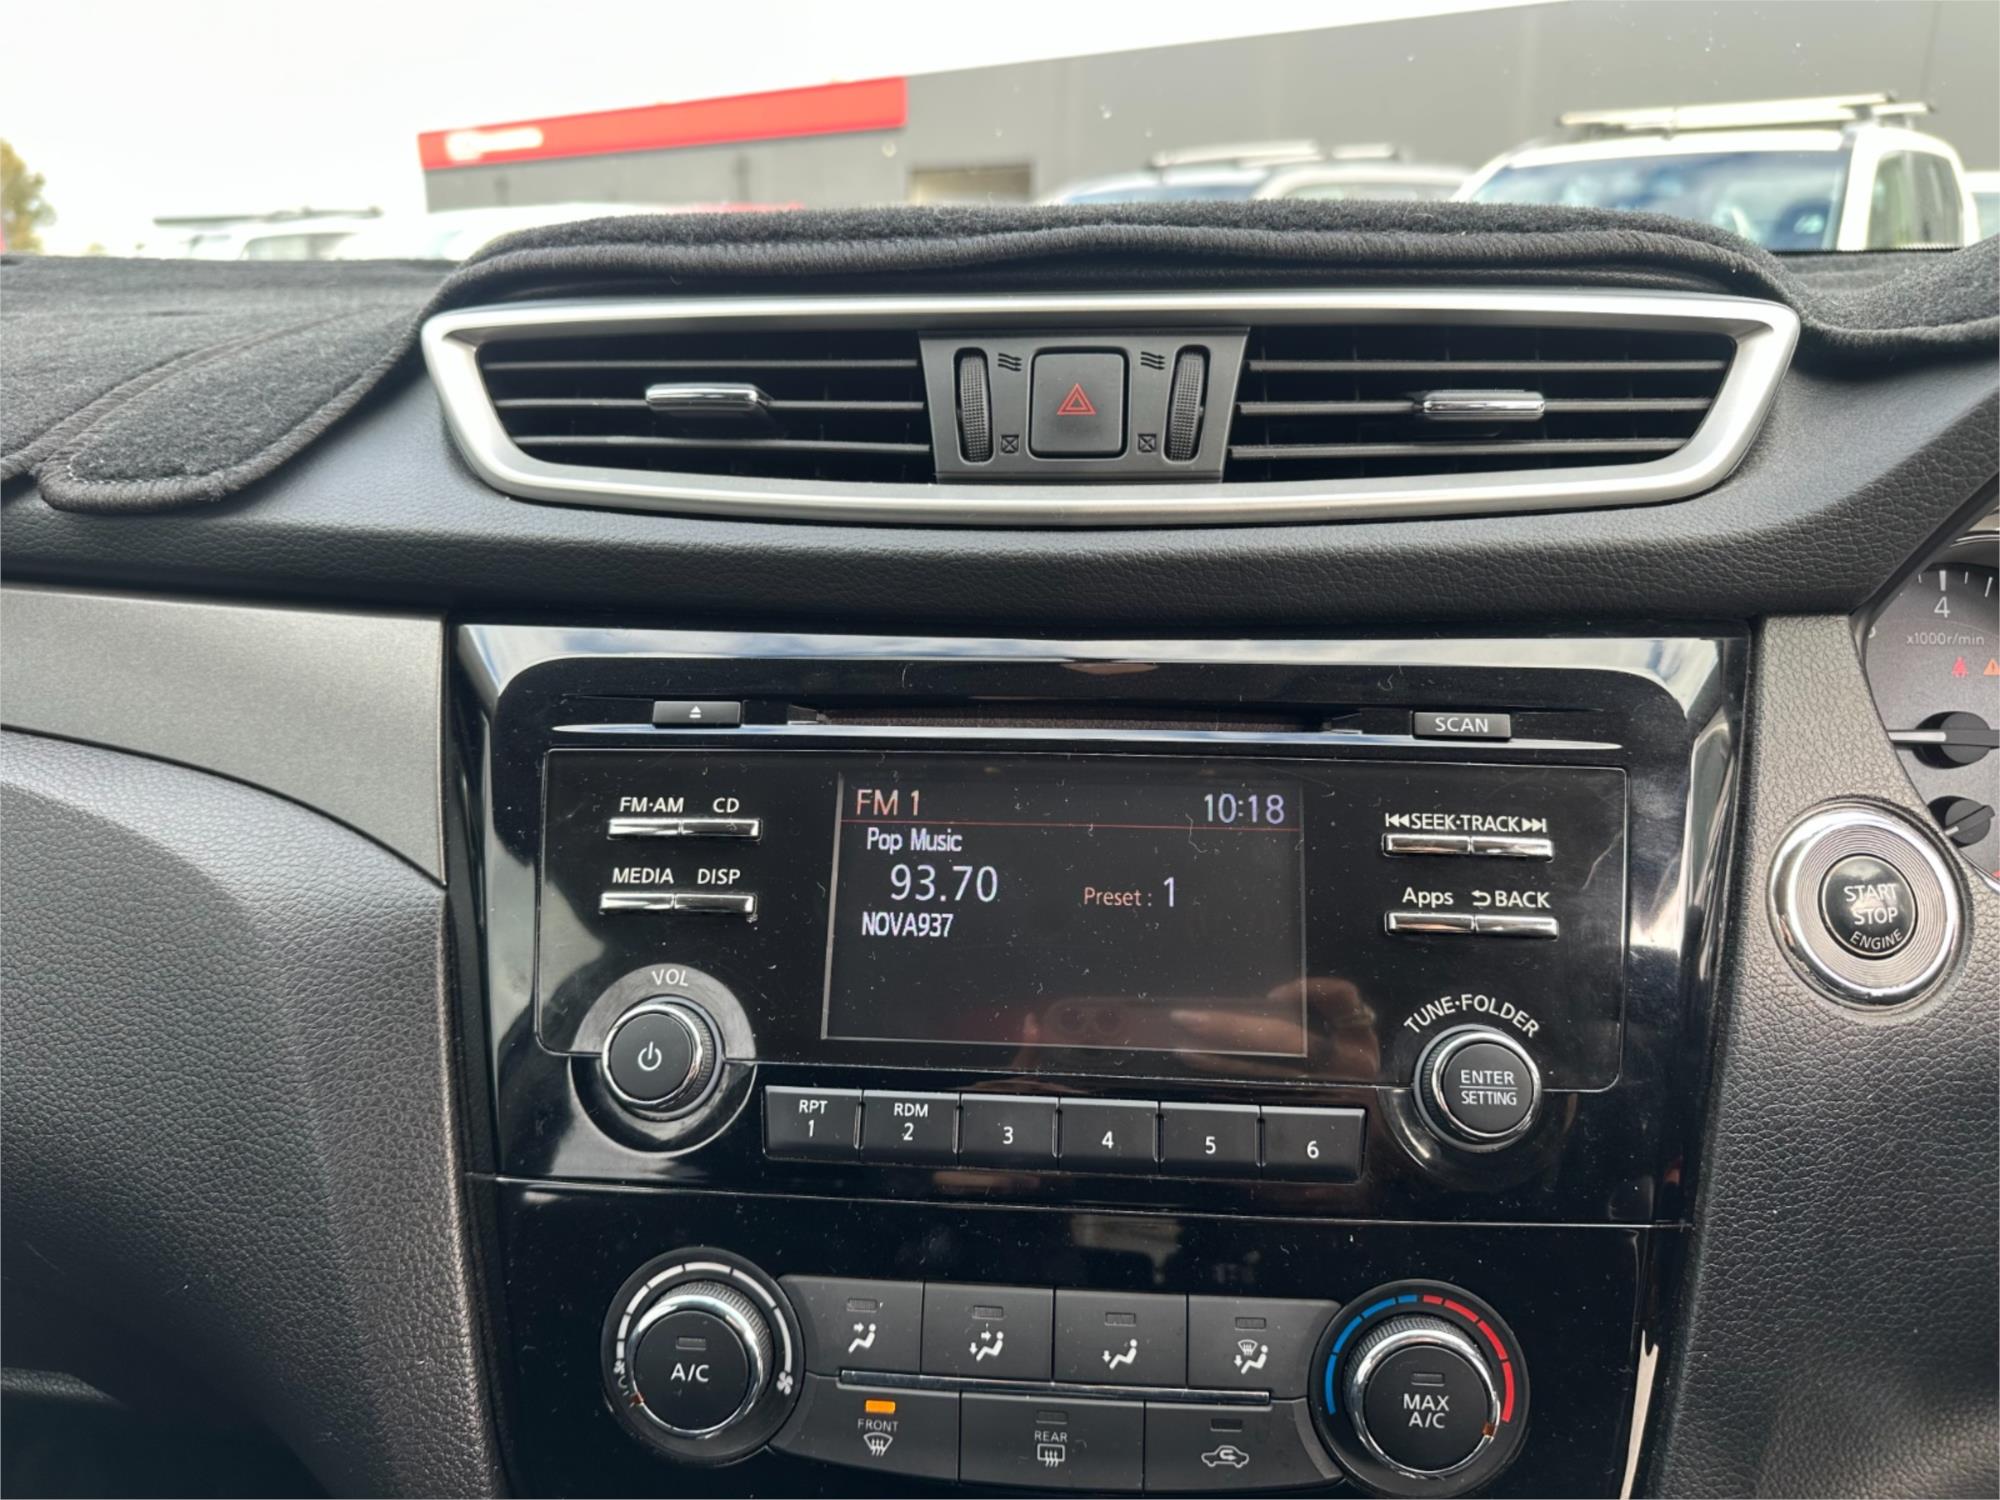 4
x1000r/min
SCAN
FM·AM CD
MEDIA DISP
VOL
FM 1 10:18
Pop Music
93.70 Preset : 1
NOVA937
SEEK·TRACK
Apps BACK
TUNE·FOLDER
ENTER
SETTING
START
STOP
ENGINE
RPT
1
RDM
2
3
4
5
6
A/C
FRONT
REAR
MAX
A/C